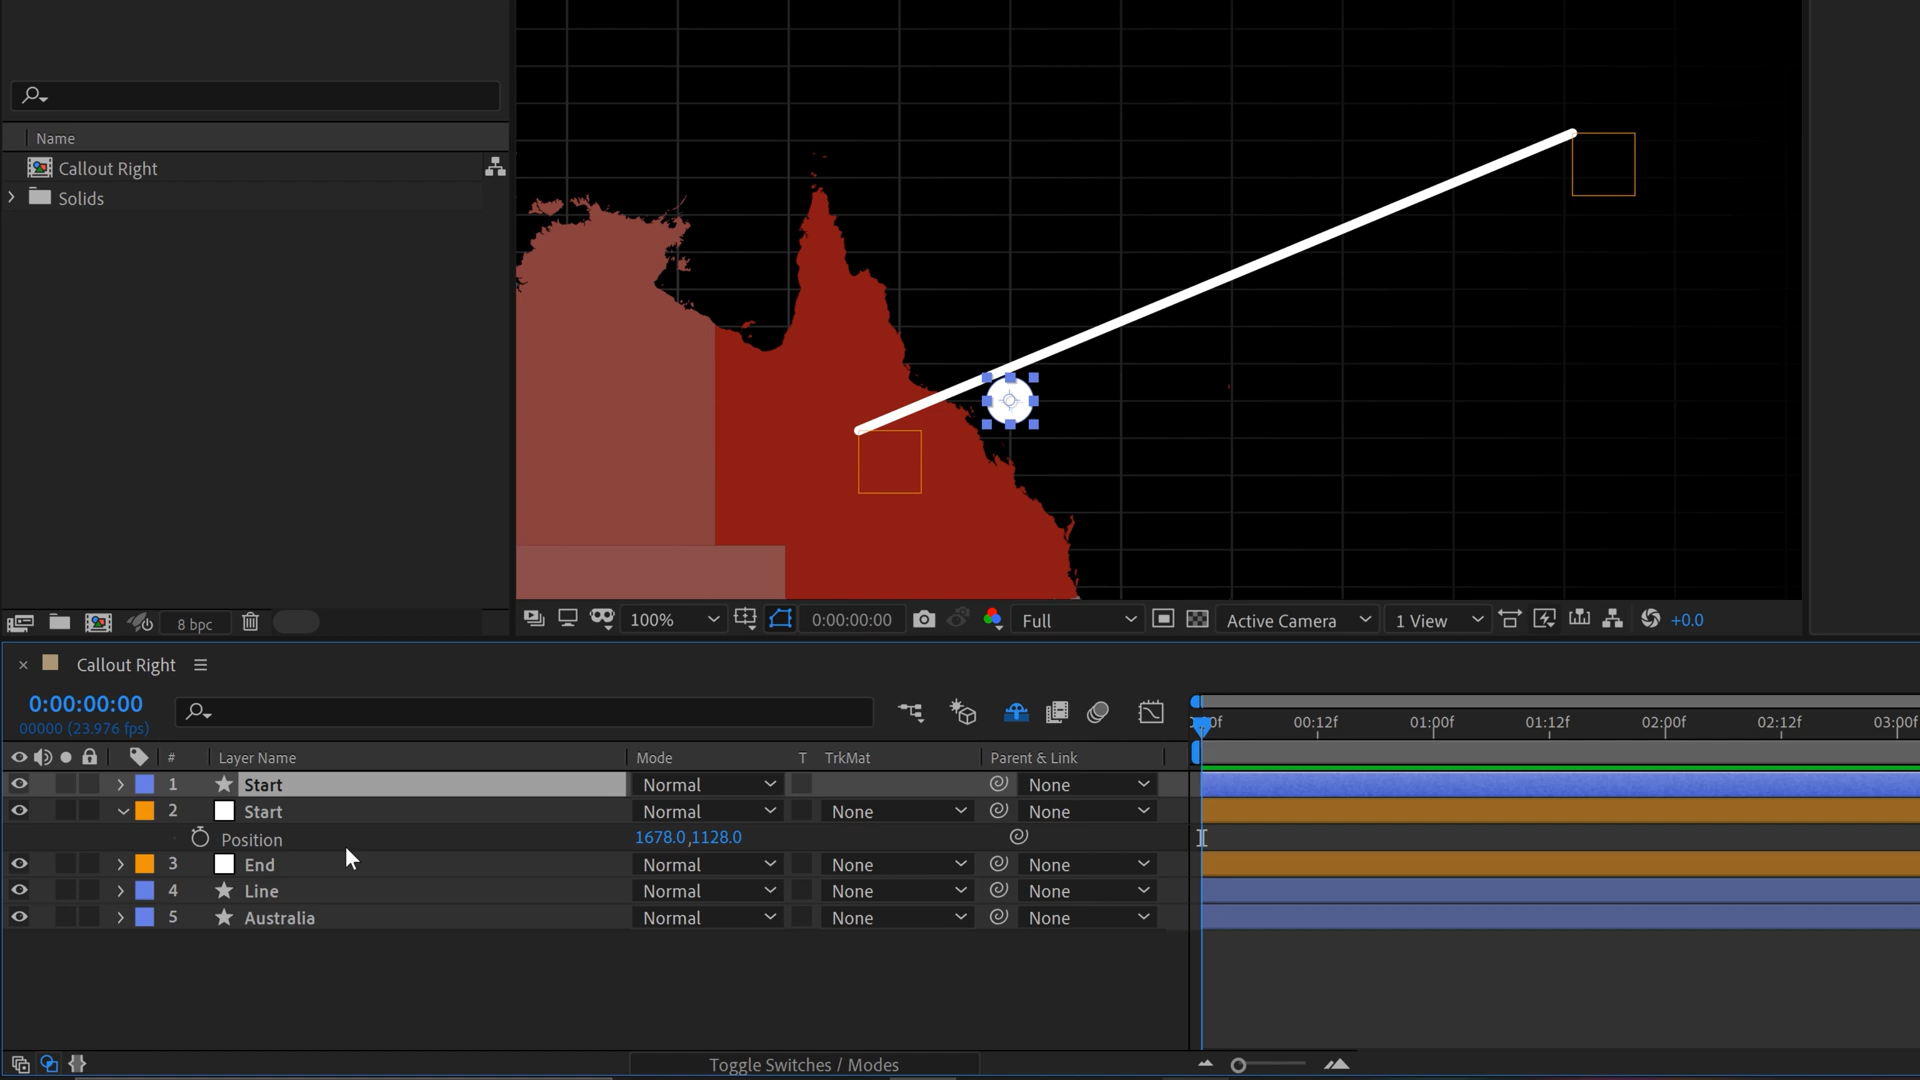 Name
Callout Right
Solids
8 bpc
100%
0:00:00:00
Full
Active Camera
1 View
+0.0
Callout Right
0:00:00:00
00000 (23.976 fps)
00:12f 01:00f 01:12f 02:00f 02:12f 03:00f
# Layer Name Mode T TrkMat Parent & Link
1 Start Normal None
2 Start Normal None None
Position 1678.0,1128.0
3 End Normal None None
4 Line Normal None None
5 Australia Normal None None
Toggle Switches / Modes